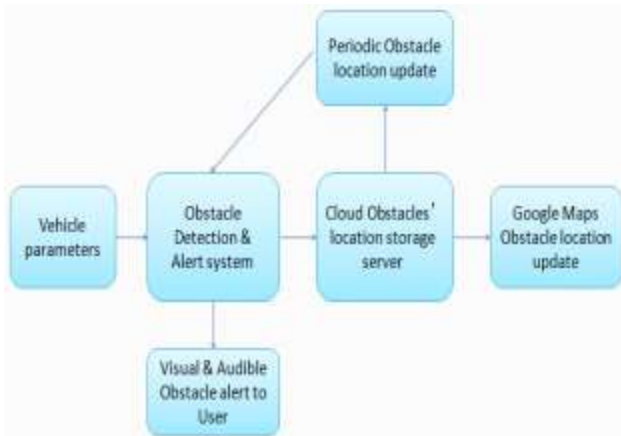 Periodic Obstacle
location update
Vehicle
parameters
Obstacle
Detection &
Alert system
Cloud Obstacles'
location storage
server
Google Maps
Obstacle location
update
Visual & Audible
Obstacle alert to
User